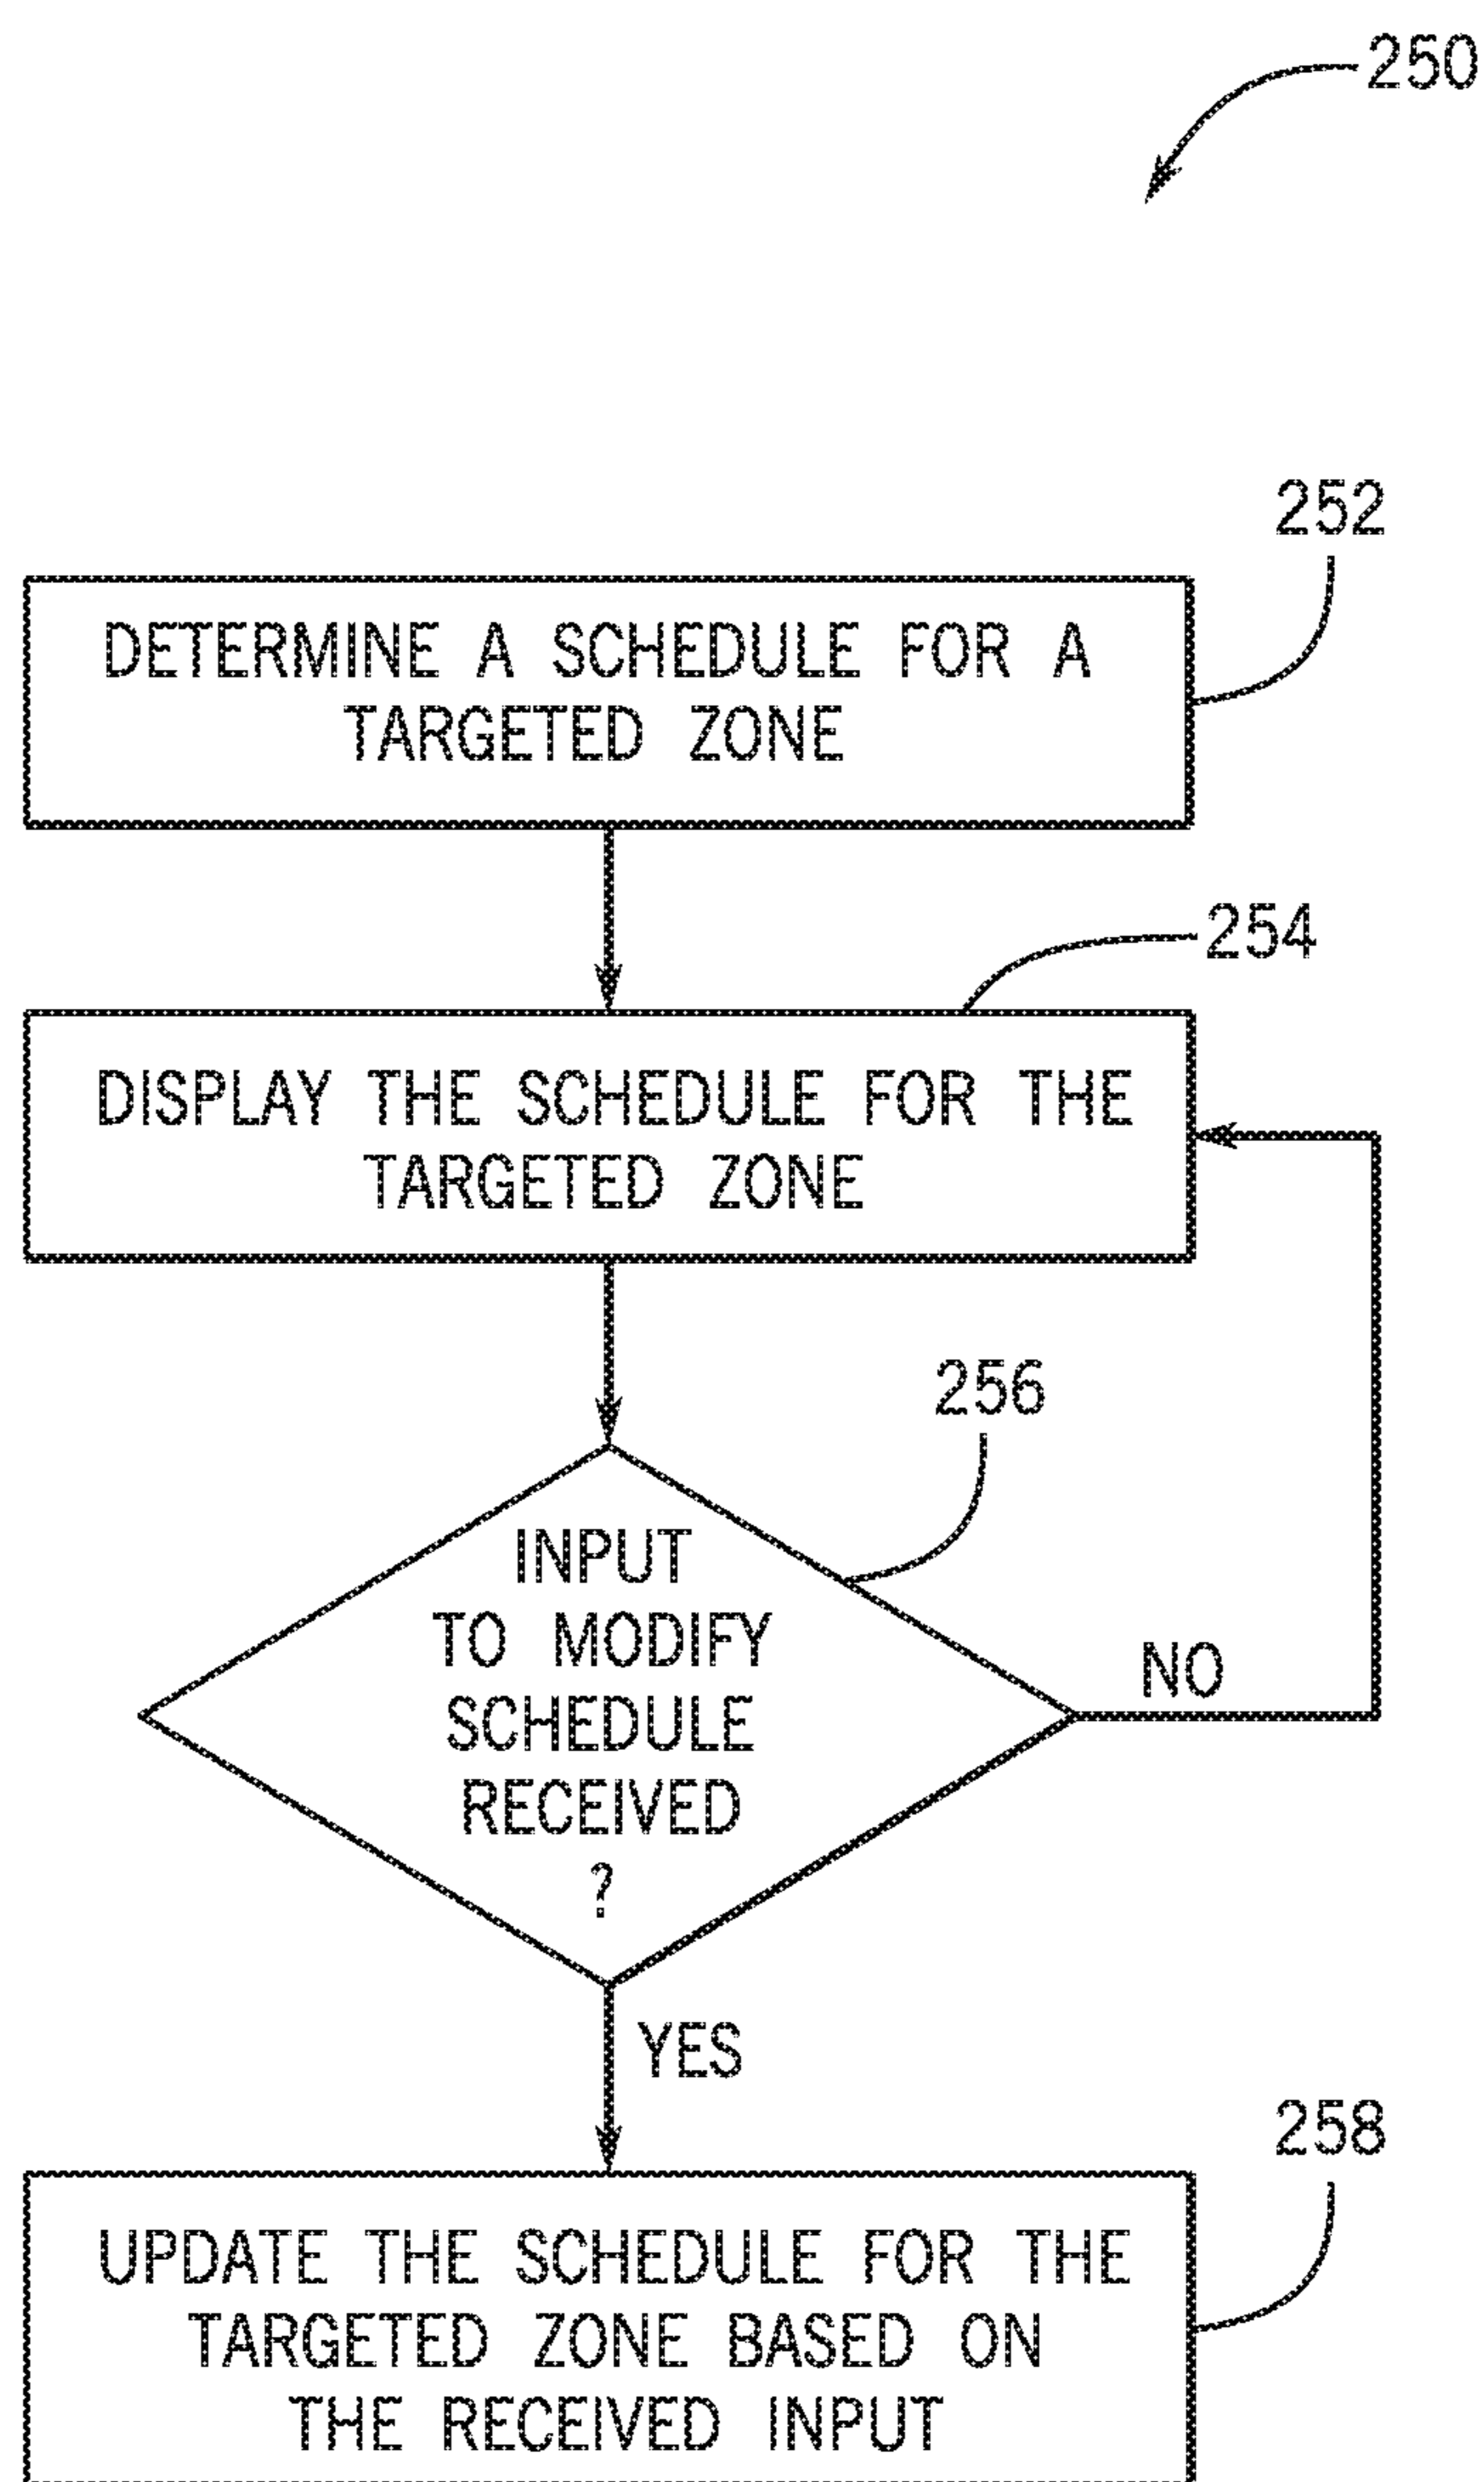 250
252
DETERMINE A SCHEDULE FOR A
TARGETED ZONE
254
DISPLAY THE SCHEDULE FOR THE
TARGETED ZONE
256
INPUT
TO MODIFY
SCHEDULE
RECEIVED
?
NO
YES
258
UPDATE THE SCHEDULE FOR THE
TARGETED ZONE BASED ON
THE RECEIVED INPUT